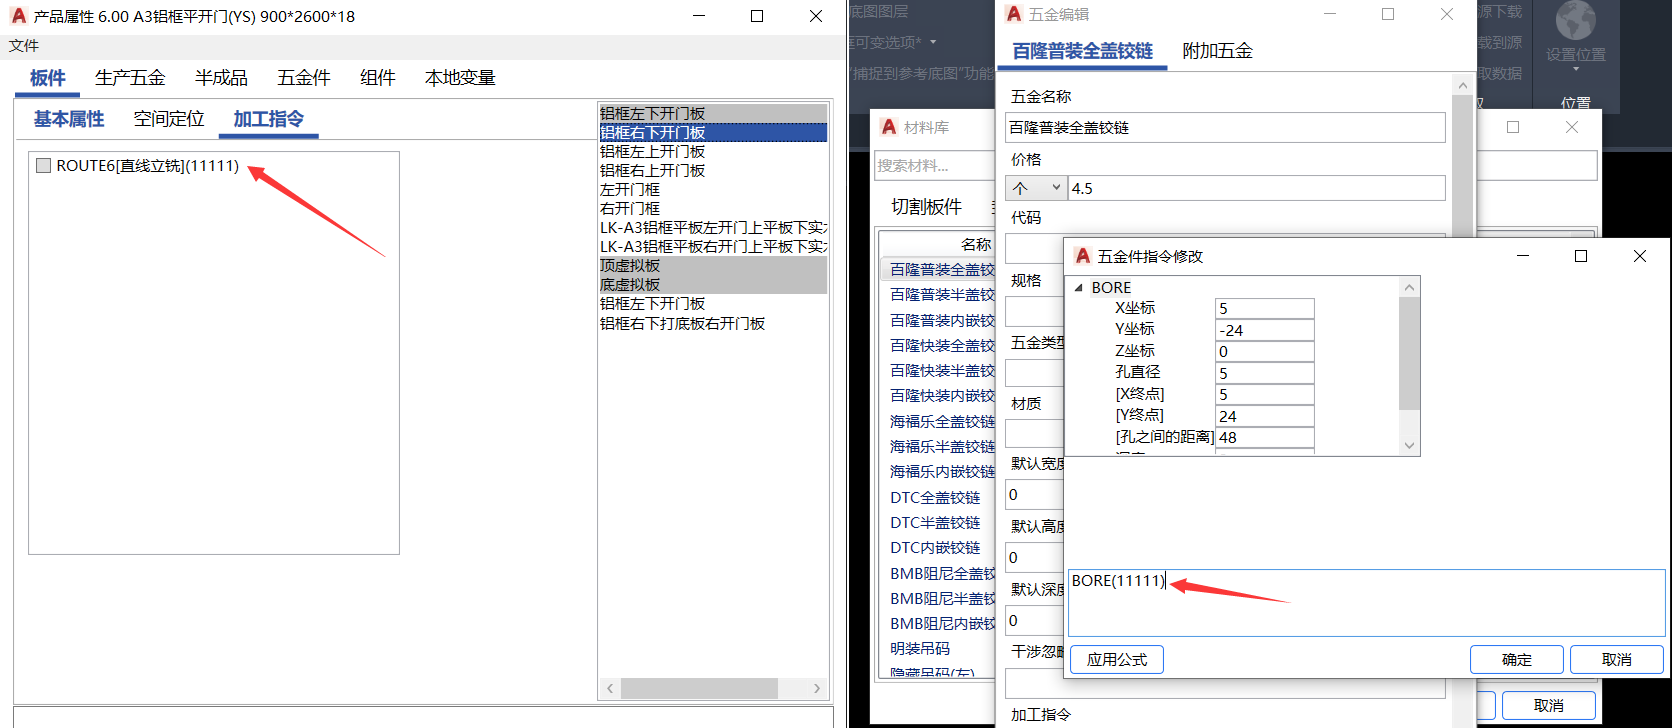 产品属性 6.00 A3铝框平开门(YS) 900*2600*18
文件
板件 生产五金 半成品 五金件 组件 本地变量
基本属性 空间定位 加工指令
ROUTE6[直线立铣](11111)
铝框左下开门板
铝框右下开门板
铝框左上开门板
铝框右上开门板
左开门框
右开门框
LK-A3铝框平板左开门上平板下实
LK-A3铝框平板右开门上平板下实
顶虚拟板
底虚拟板
铝框左下开门板
铝框右下打底板右开门板
底图图层
可变选项*
"捕捉到参考底图"功能
源下载
载到源
取数据
设置位置
位置
材料库
搜索材料...
切割板件
名称
百隆普装全盖铰
百隆普装半盖铰
百隆普装内嵌铰
百隆快装全盖铰
百隆快装半盖铰
百隆快装内嵌铰
海福乐全盖铰链
海福乐半盖铰链
海福乐内嵌铰链
DTC全盖铰链
DTC半盖铰链
DTC内嵌铰链
BMB阻尼全盖铰
BMB阻尼半盖铰
BMB阻尼内嵌铰
明装吊码
隐藏吊码(左)
取消
五金编辑
百隆普装全盖铰链 附加五金
五金名称
百隆普装全盖铰链
价格
个 4.5
代码
规格
五金类型
材质
默认宽度
0
默认高度
0
默认深度
0
干涉忽略
加工指令
五金件指令修改
BORE
X坐标 5
Y坐标 -24
Z坐标 0
孔直径 5
[X终点] 5
[Y终点] 24
[孔之间的距离] 48
BORE(11111)
应用公式 确定 取消